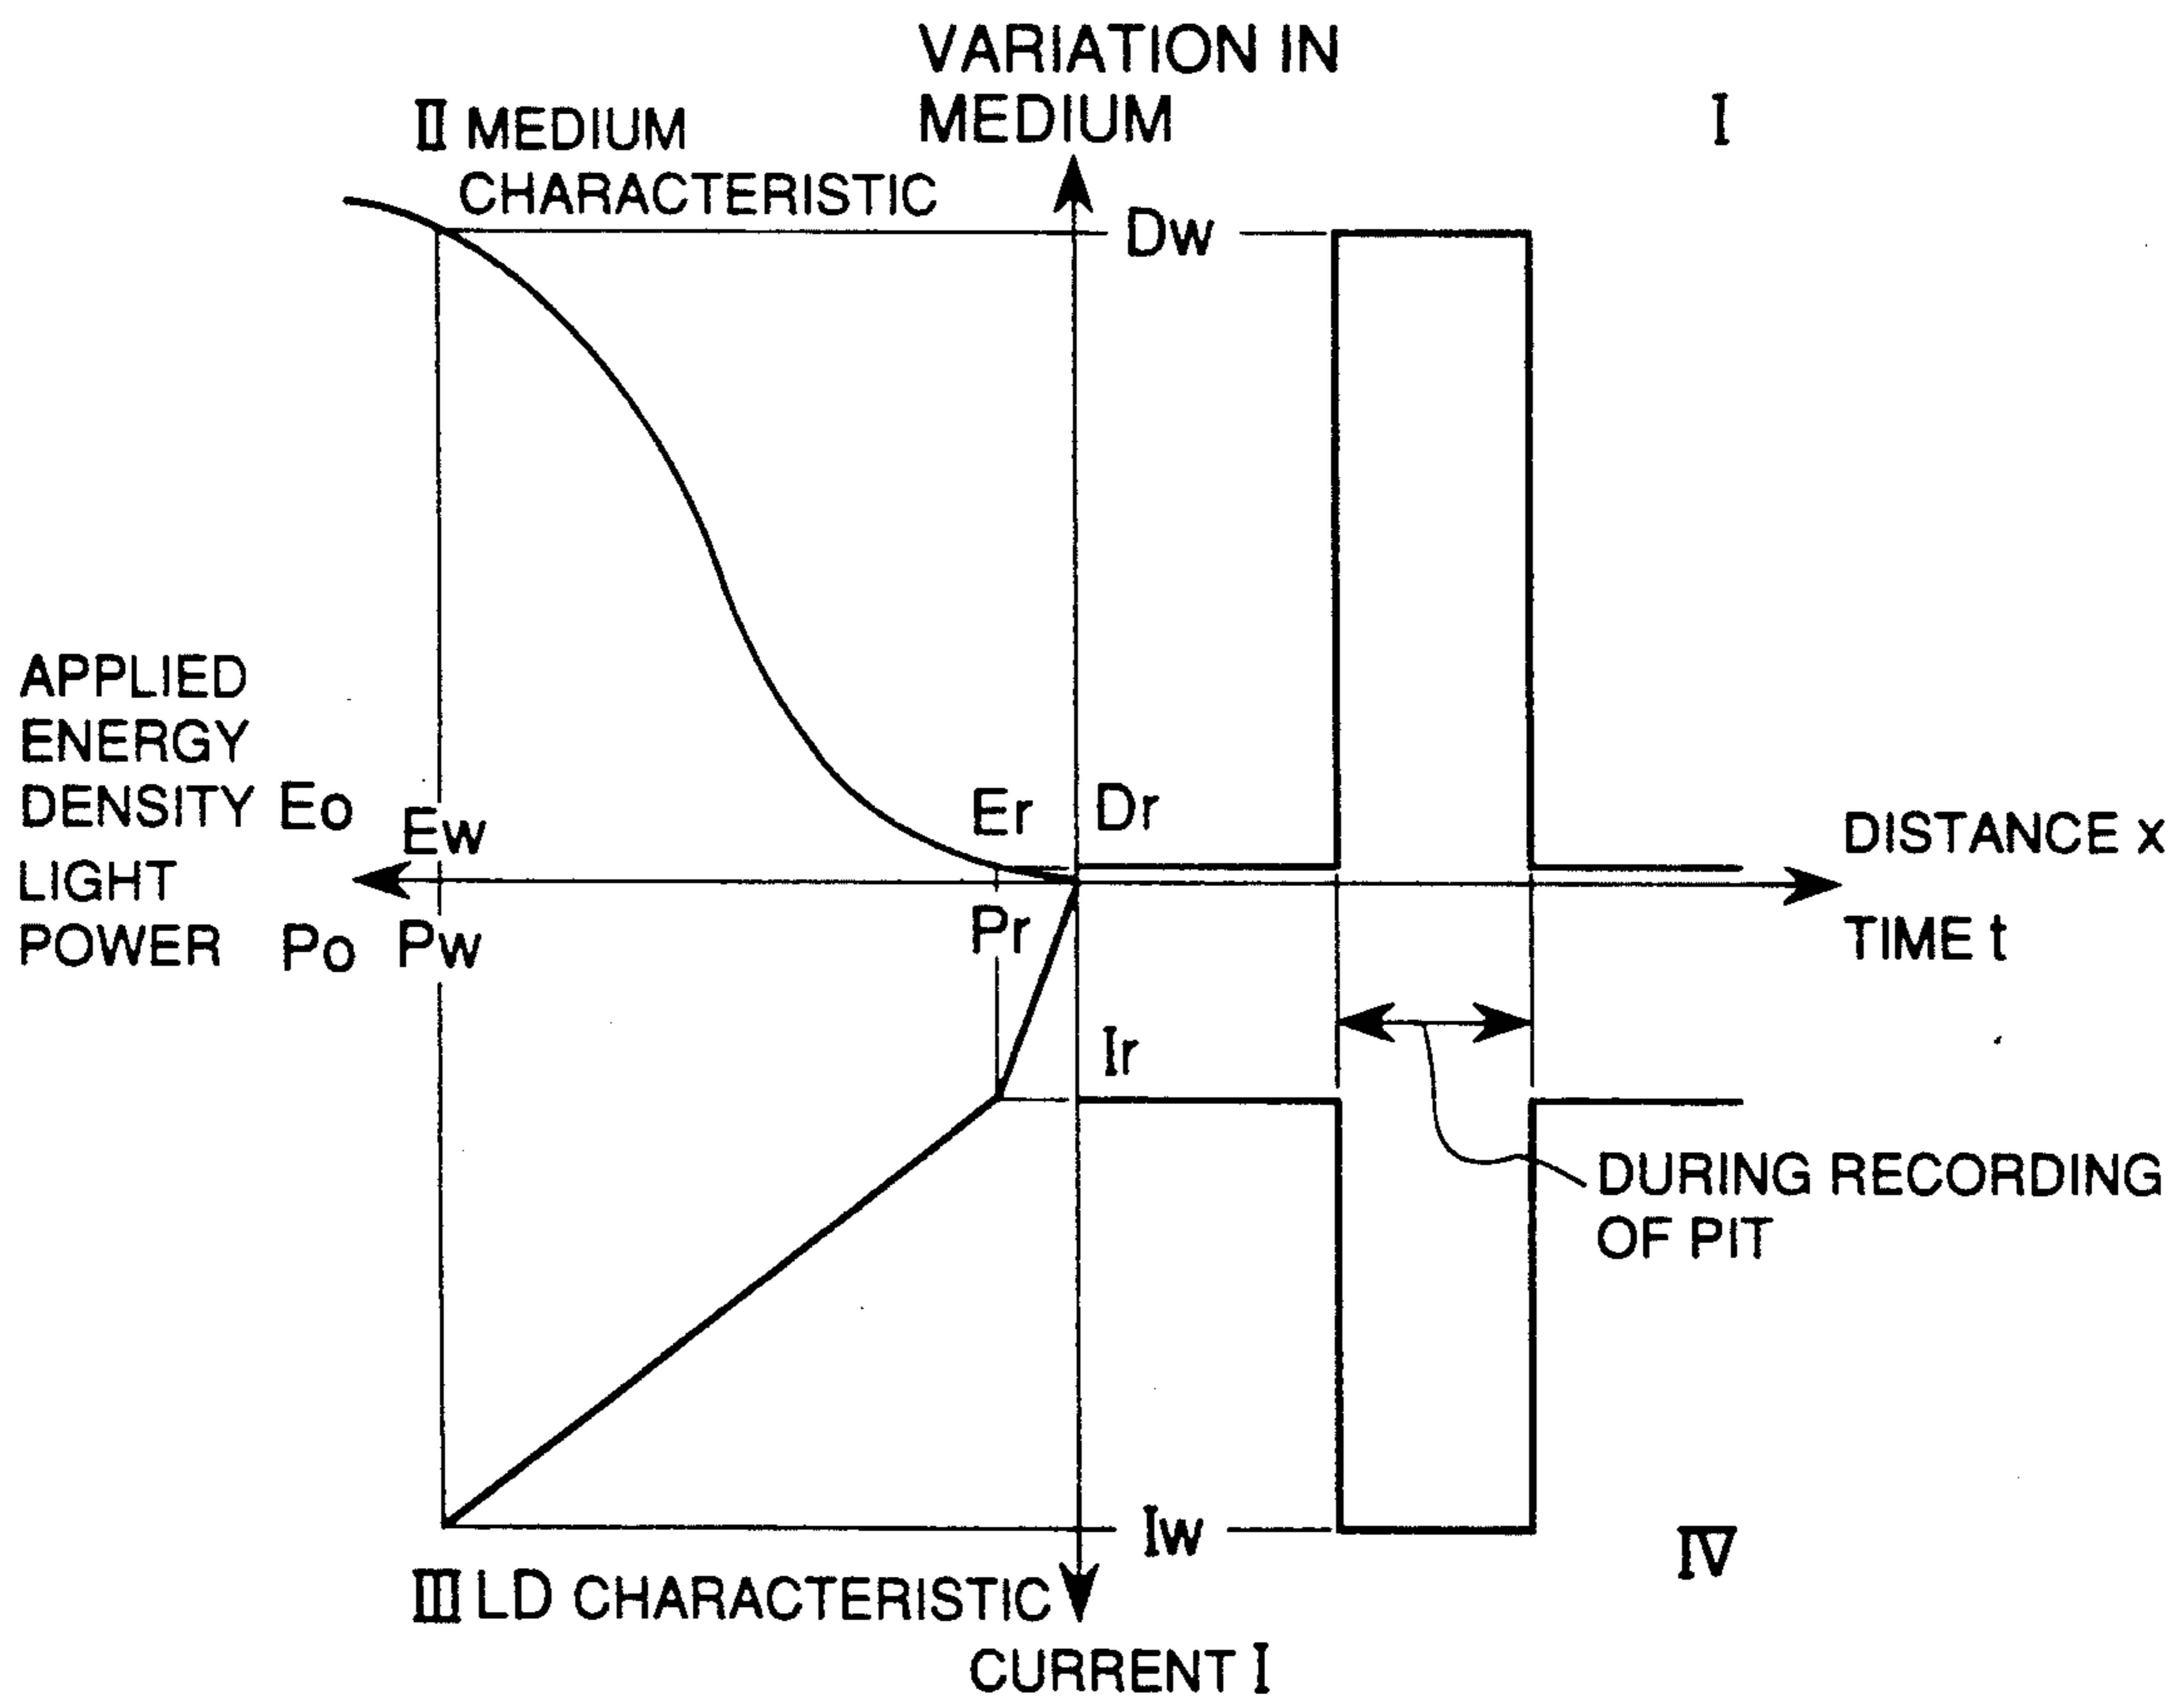 VARIATION IN
MEDIUM
I
II MEDIUM
CHARACTERISTIC
Dw
APPLIED
ENERGY
DENSITY Eo
Ew
Er
Dr
DISTANCE x
LIGHT
POWER Po
Pw
Pr
TIME t
Ir
DURING RECORDING
OF PIT
Iw
IV
III LD CHARACTERISTIC
CURRENT I